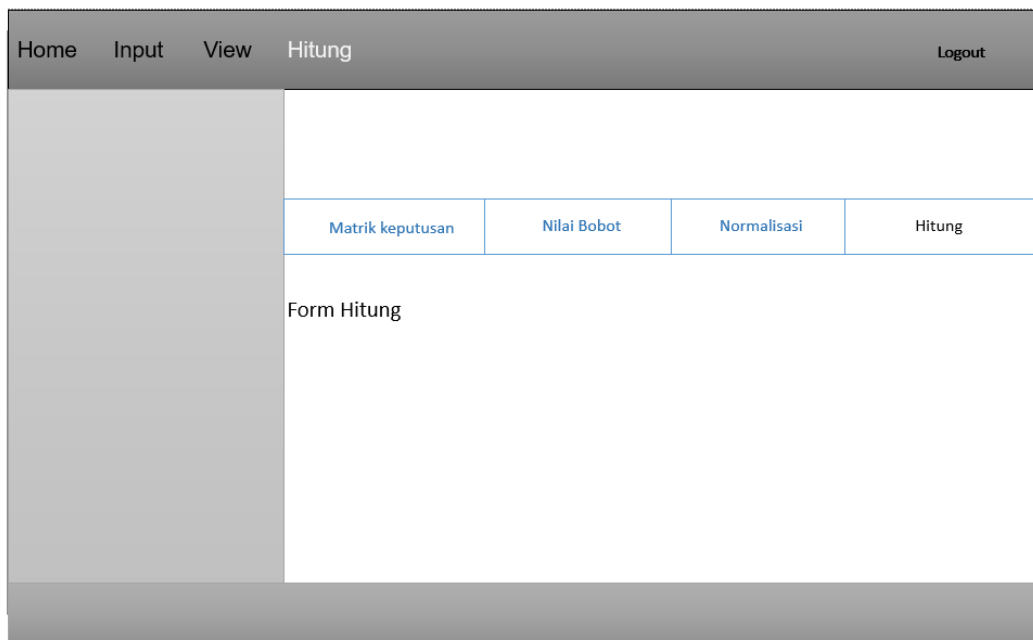 Home Input View Hitung Logout
Matrik keputusan Nilai Bobot Normalisasi Hitung
Form Hitung